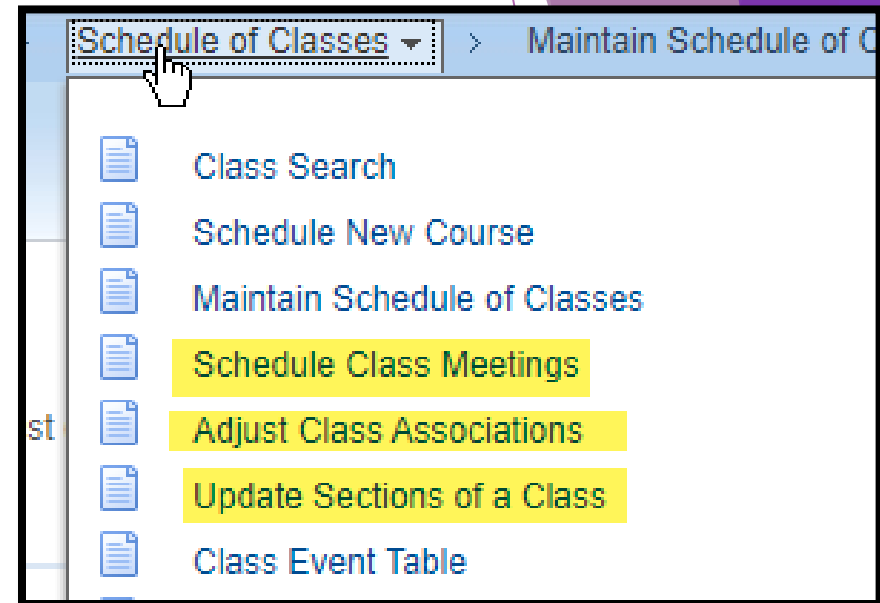 Schedule of Classes > Maintain Schedule of
Class Search
Schedule New Course
Maintain Schedule of Classes
Schedule Class Meetings
st
Adjust Class Associations
Update Sections of a Class
Class Event Table